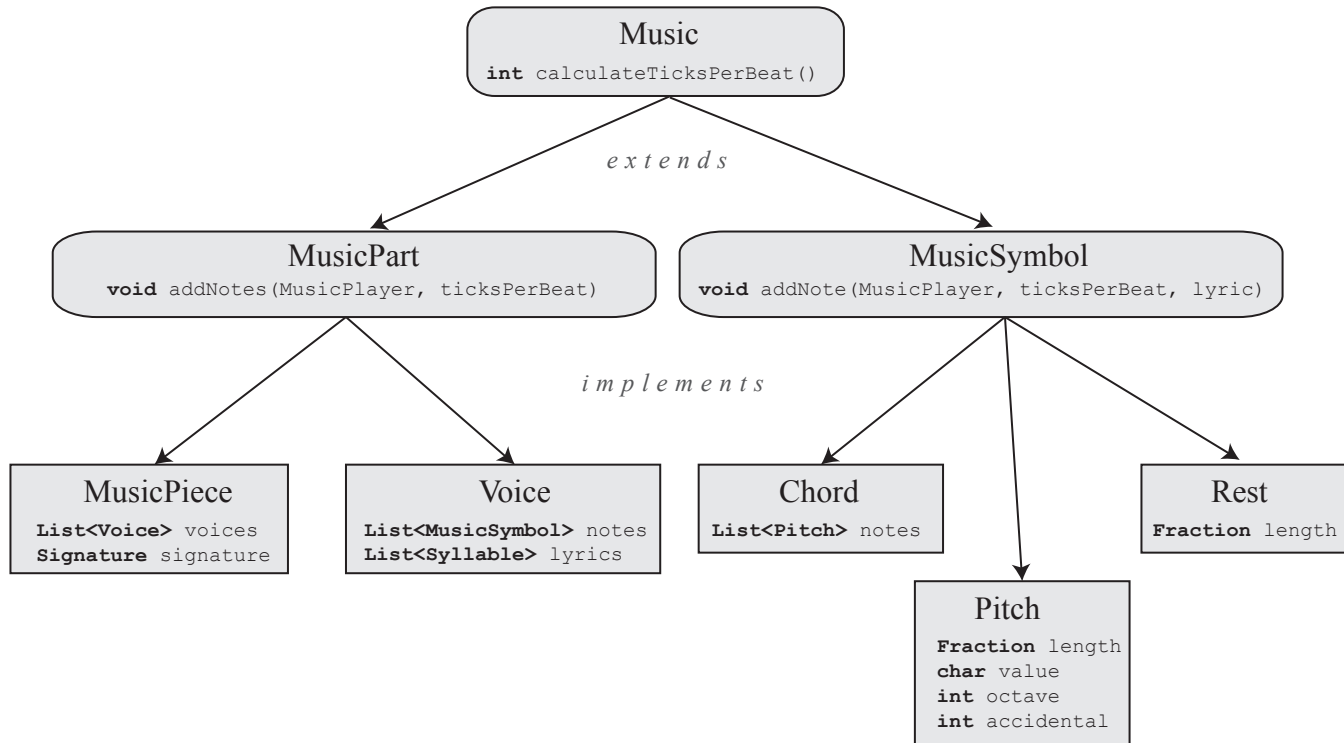 Music
int calculateTicksPerBeat()
extends
MusicPart
void addNotes(MusicPlayer, ticksPerBeat)
MusicSymbol
void addNote(MusicPlayer, ticksPerBeat, lyric)
implements
MusicPiece
List<Voice> voices
Signature signature
Voice
List<MusicSymbol> notes
List<Syllable> lyrics
Chord
List<Pitch> notes
Rest
Fraction length
Pitch
Fraction length
char value
int octave
int accidental